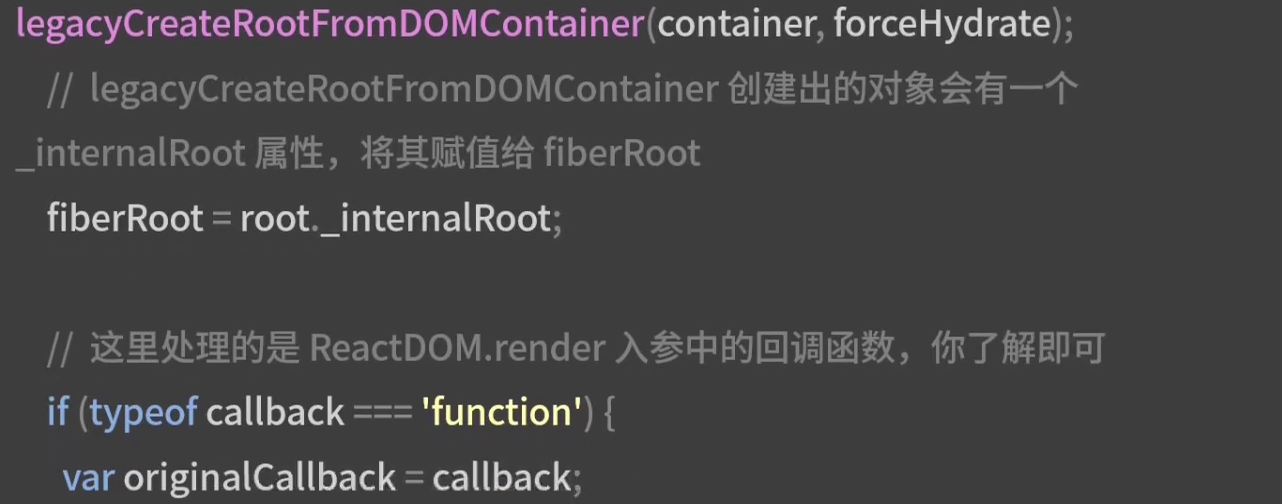 legacyCreateRootFromDOMContainer(container, forceHydrate);
// legacyCreateRootFromDOMContainer 创建出的对象会有一个
_internalRoot 属性，将其赋值给 fiberRoot
fiberRoot = root._internalRoot;
// 这里处理的是 ReactDOM.render 入参中的回调函数，你了解即可
if (typeof callback === 'function') {
var originalCallback = callback;